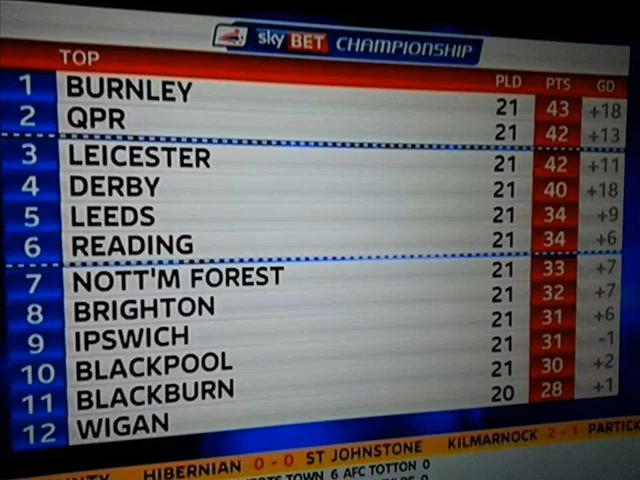 sky BET CHAMPIONSHIP
TOP PLD PTS GD
1 BURNLEY 21 43 +18
2 QPR 21 42 +13
3 LEICESTER 21 42 +11
4 DERBY 21 40 +18
5 LEEDS 21 34 +9
6 READING 21 34 +6
7 NOTT'M FOREST 21 33 +7
8 BRIGHTON 21 32 +7
9 IPSWICH 21 31 +6
10 BLACKPOOL 21 31 -1
11 BLACKBURN 21 30 +2
12 WIGAN 20 28 +1
HIBERNIAN 0 - 0 ST JOHNSTONE KILMARNOCK 2 - 1 PARTICK
TOWN 6 AFC TOTTON 0